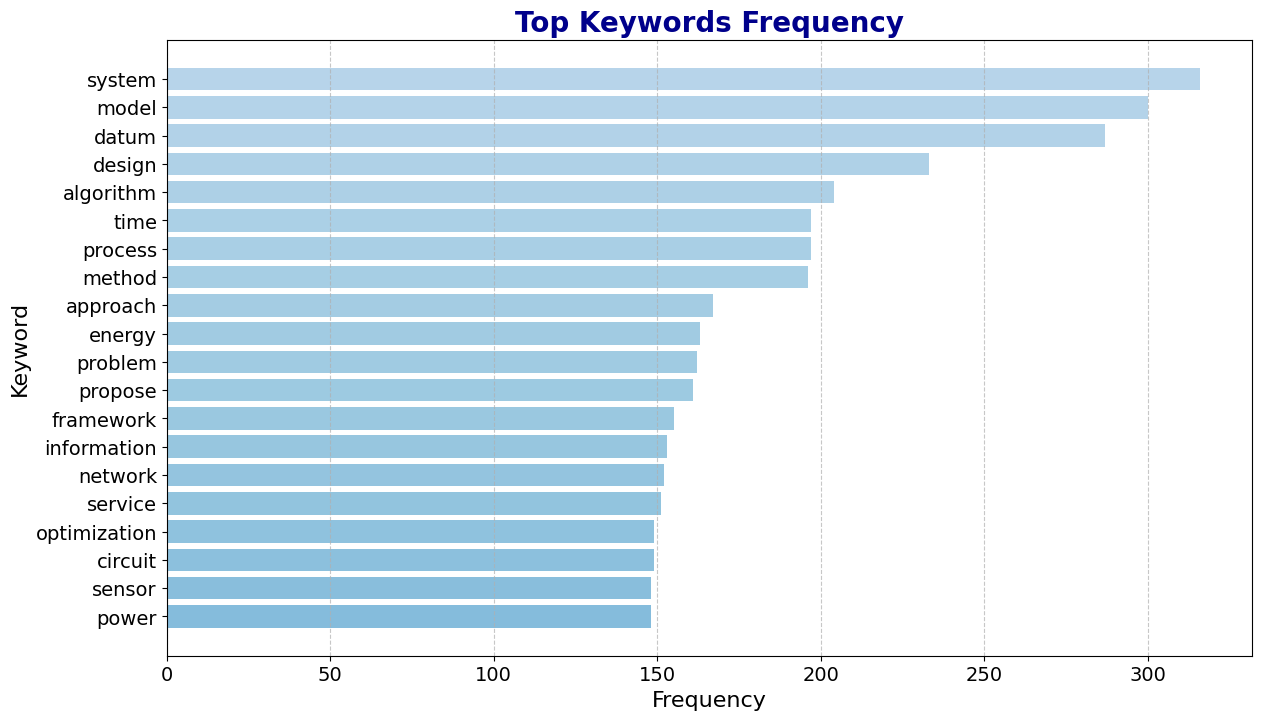 Top Keywords Frequency
Keyword
system
model
datum
design
algorithm
time
process
method
approach
energy
problem
propose
framework
information
network
service
optimization
circuit
sensor
power
0 50 100 150 200 250 300
Frequency